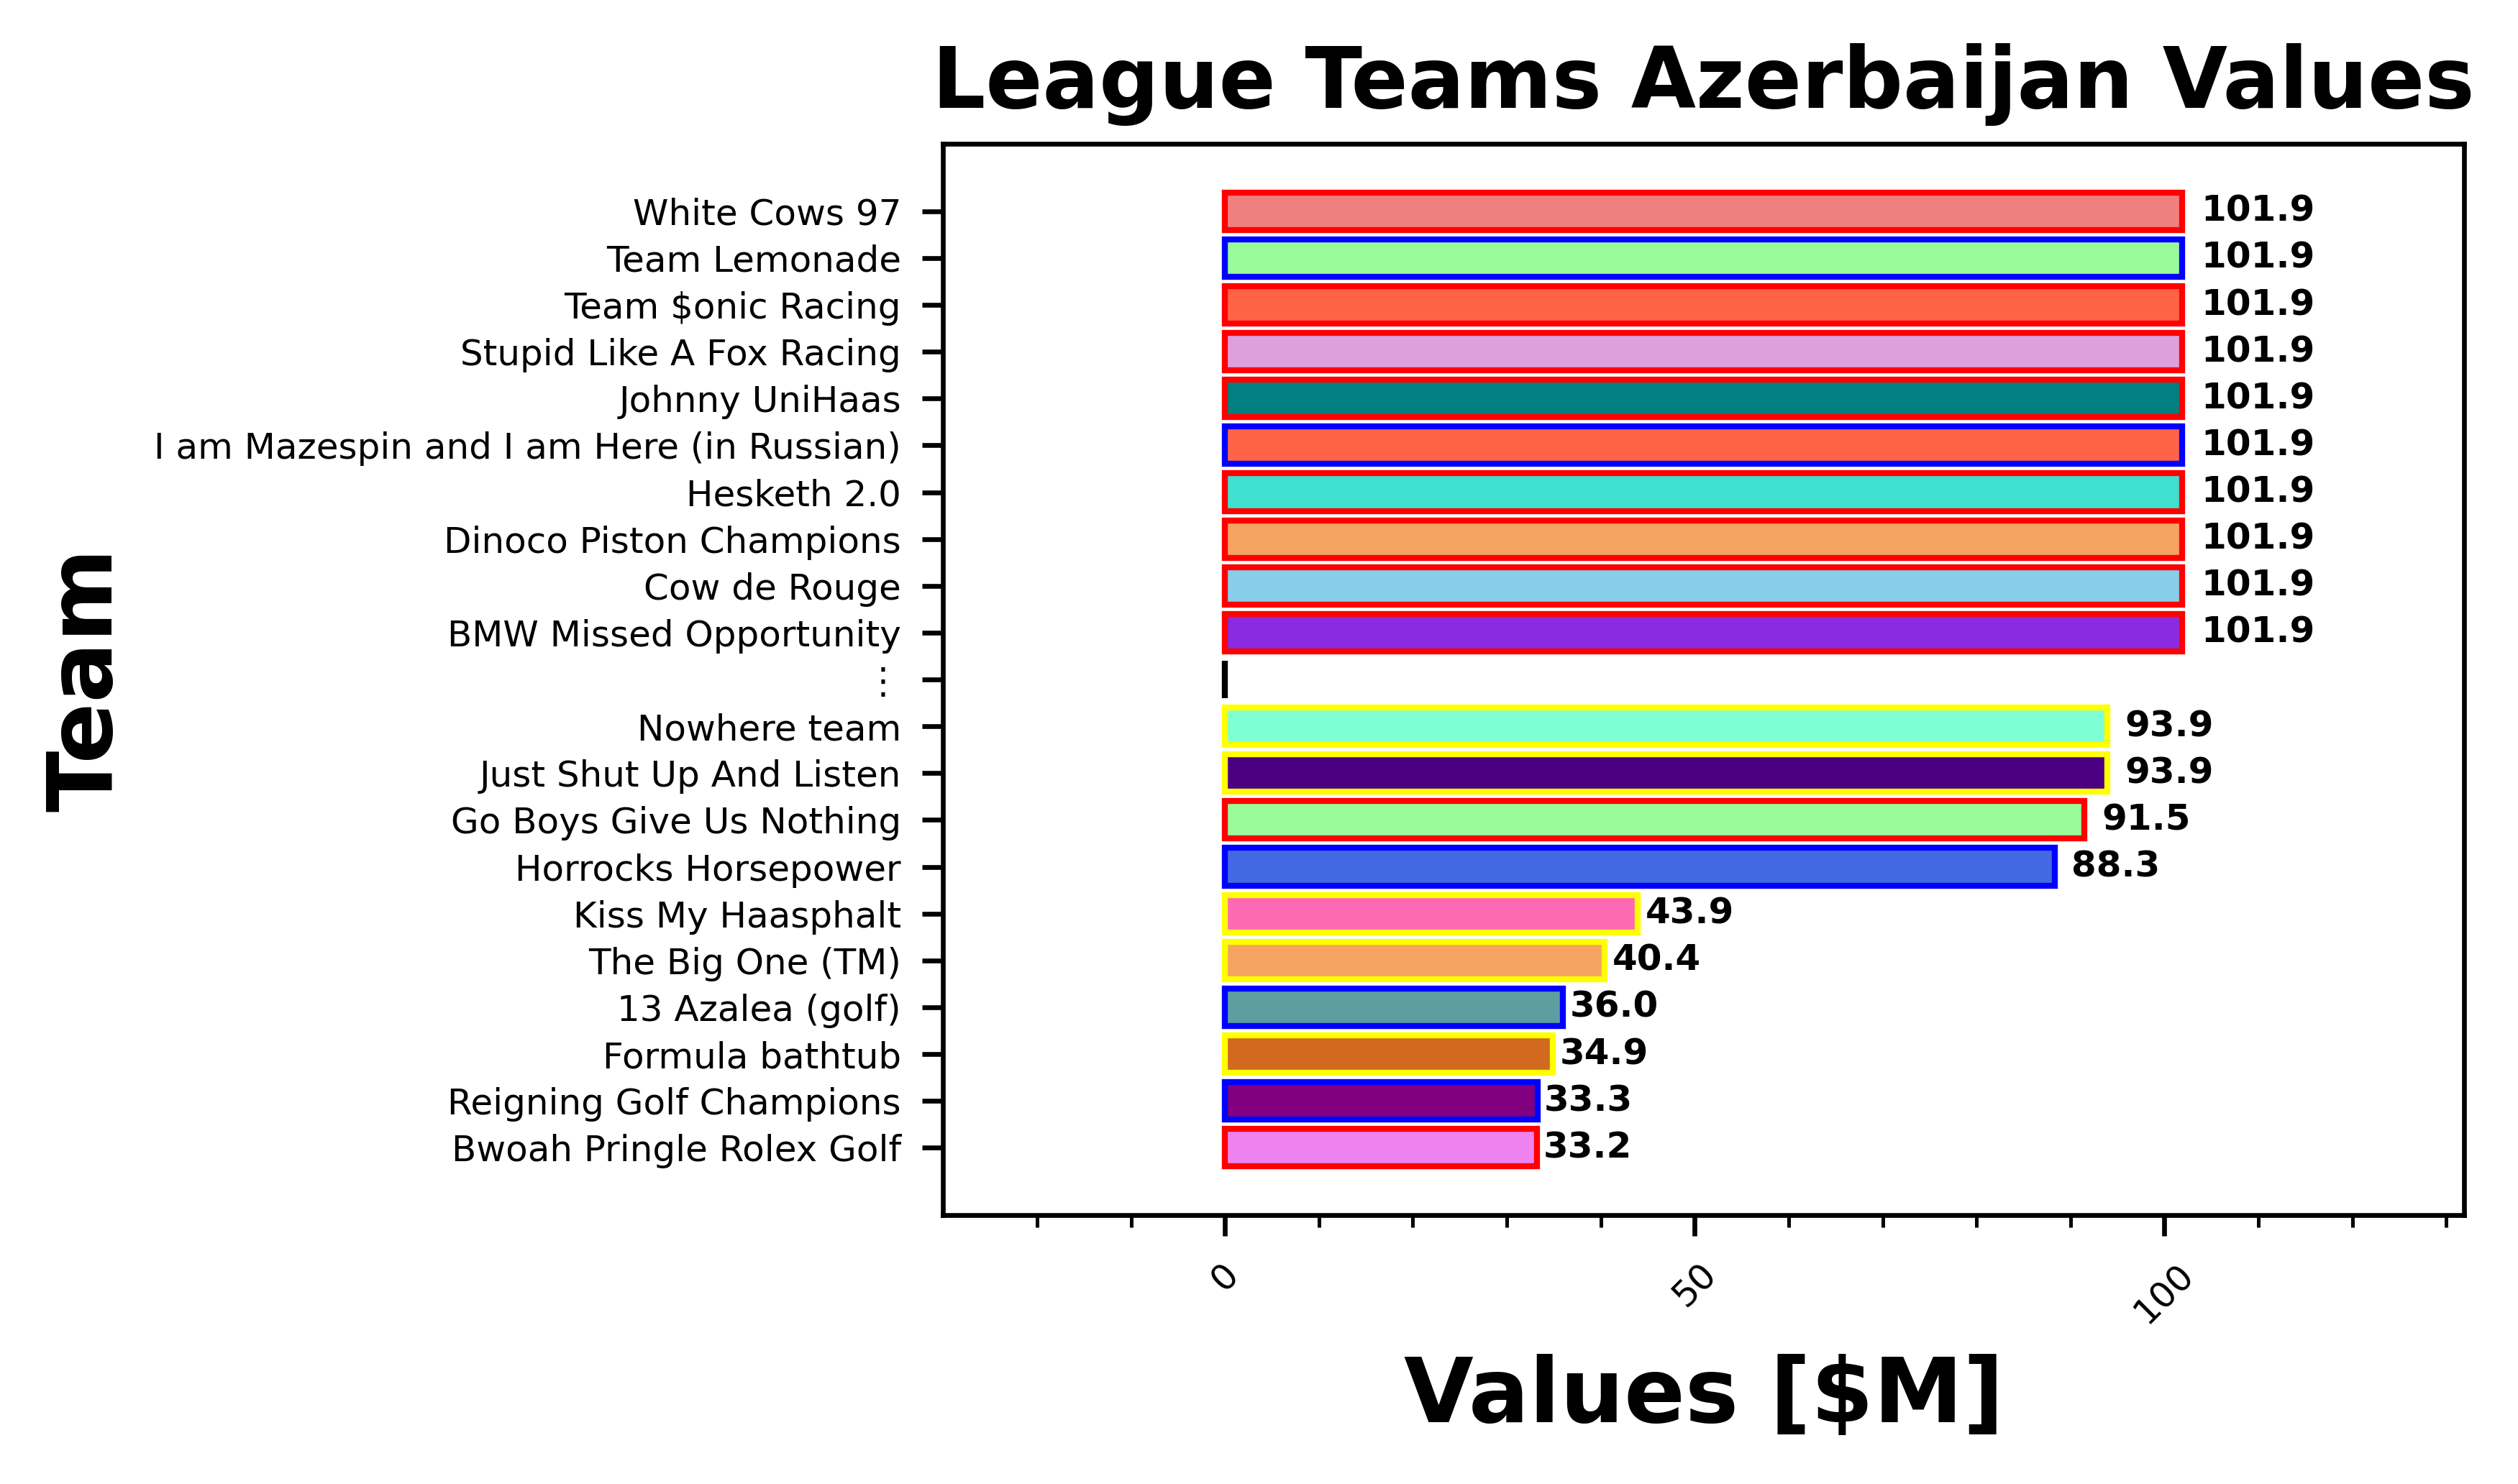 League Teams Azerbaijan Values
White Cows 97 101.9
Team Lemonade 101.9
Team $onic Racing 101.9
Stupid Like A Fox Racing 101.9
Johnny UniHaas 101.9
I am Mazespin and I am Here (in Russian) 101.9
Hesketh 2.0 101.9
Dinoco Piston Champions 101.9
Cow de Rouge 101.9
BMW Missed Opportunity 101.9
⋮
Nowhere team 93.9
Just Shut Up And Listen 93.9
Go Boys Give Us Nothing 91.5
Horrocks Horsepower 88.3
Kiss My Haasphalt 43.9
The Big One (TM) 40.4
13 Azalea (golf) 36.0
Formula bathtub 34.9
Reigning Golf Champions 33.3
Bwoah Pringle Rolex Golf 33.2
Team
0 50 100
Values [$M]